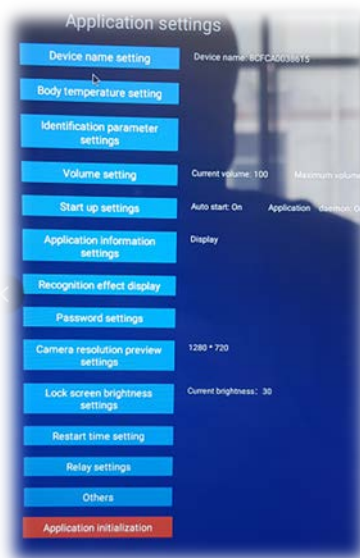 Application settings
Device name setting Device name: 8CFCA0038615
Body temperature setting
Identification parameter
settings
Volume setting Current volume: 100 Maximum volume
Start up settings Auto start: On Application daemon: O
Application information Display
settings
Recognition effect display
Password settings
Camera resolution preview 1280 * 720
settings
Lock screen brightness Current brightness: 30
settings
Restart time setting
Relay settings
Others
Application initialization